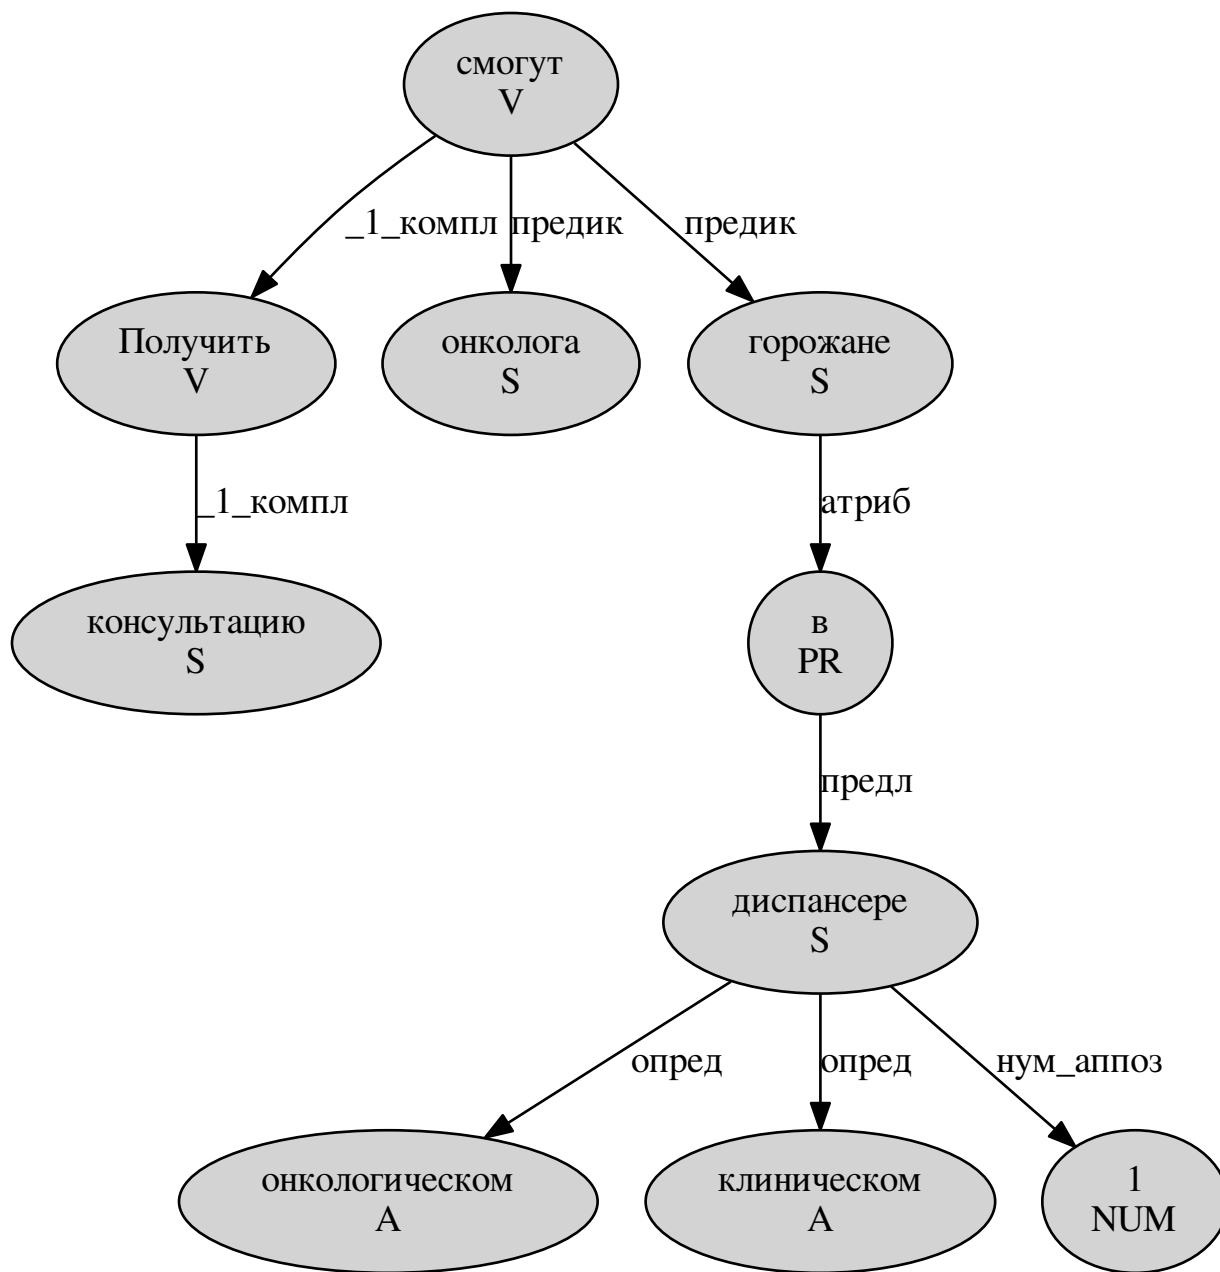 смогут
V
_1_компл
предик
предик
Получить
V
онколога
S
горожане
S
_1_компл
атриб
консультацию
S
в
PR
предл
диспансере
S
опред
опред
нум_аппоз
онкологическом
A
клиническом
A
1
NUM